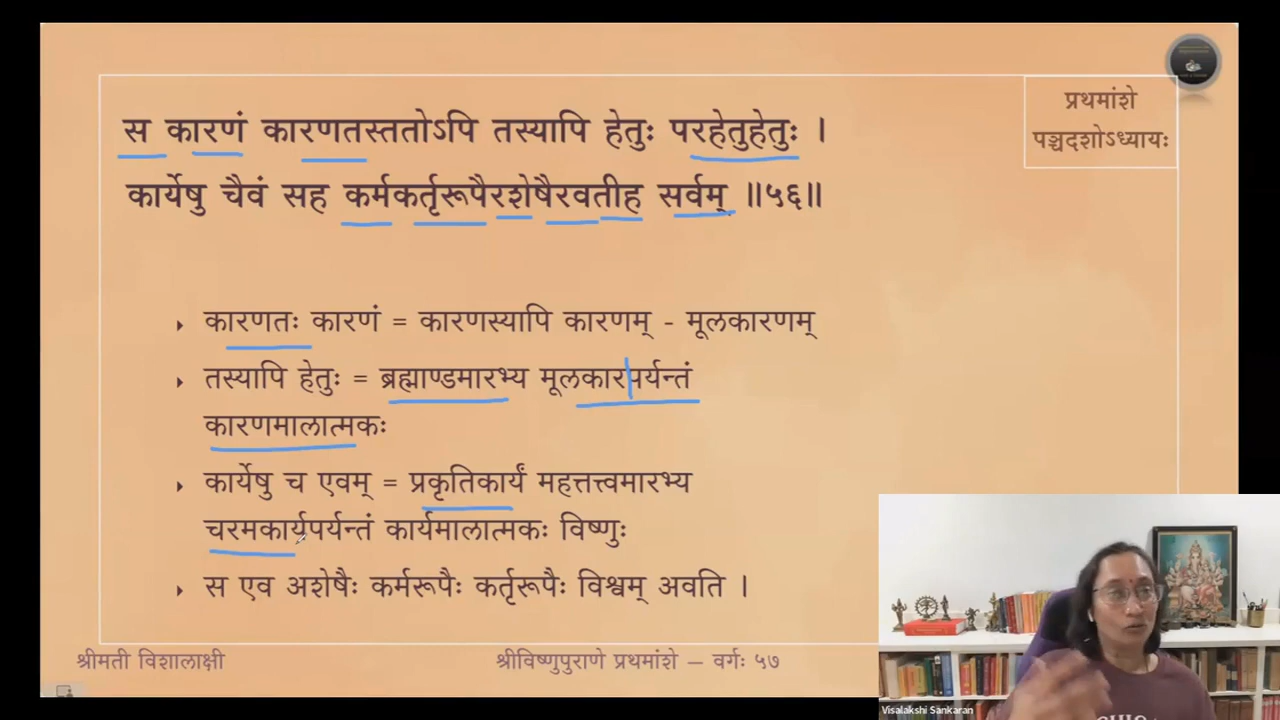 प्रथमांशे
पञ्चदशोऽध्यायः
स कारणं कारणतस्ततोऽपि तस्यापि हेतुः परहेतुहेतुः ।
कार्येषु चैवं सह कर्मकर्तृरूपैरशेषैरवतीह सर्वम् ॥५६॥
कारणतः कारणं = कारणस्यापि कारणम् - मूलकारणम्
तस्यापि हेतुः = ब्रह्माण्डमारभ्य मूलकारपर्यन्तं
कारणमालात्मकः
कार्येषु च एवम् = प्रकृतिकार्यं महत्तत्त्वमारभ्य
चरमकार्यपर्यन्तं कार्यमालात्मकः विष्णुः
स एव अशेषैः कर्मरूपैः कर्तृरूपैः विश्वम् अवति ।
श्रीमती विशालाक्षी
श्रीविष्णुपुराणे प्रथमांशे – वर्गः ५७
Visalakshi Sankaran